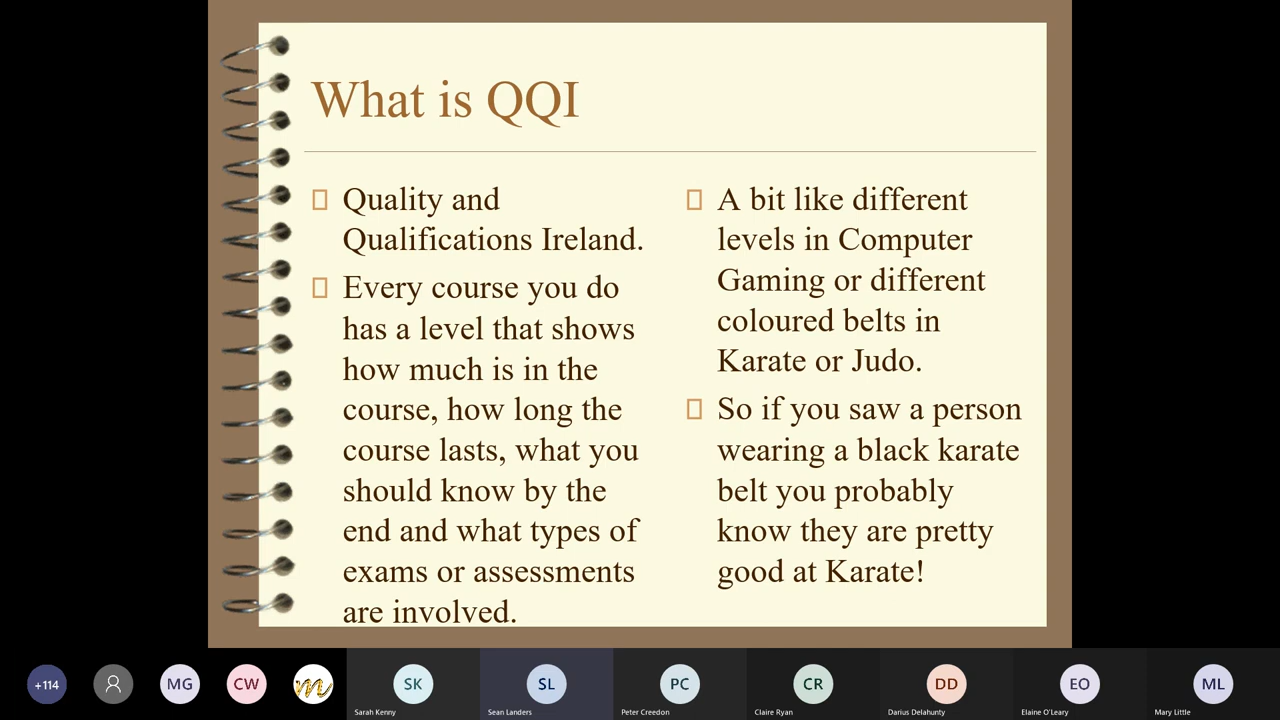 What is QQI
Quality and
Qualifications Ireland.
Every course you do
has a level that shows
how much is in the
course, how long the
course lasts, what you
should know by the
end and what types of
exams or assessments
are involved.
A bit like different
levels in Computer
Gaming or different
coloured belts in
Karate or Judo.
So if you saw a person
wearing a black karate
belt you probably
know they are pretty
good at Karate!
+114
MG
CW
m
SK
Sarah Kenny
SL
Sean Landers
PC
Peter Creedon
CR
Claire Ryan
DD
Darius Delahunty
EO
Elaine O'Leary
ML
Mary Little